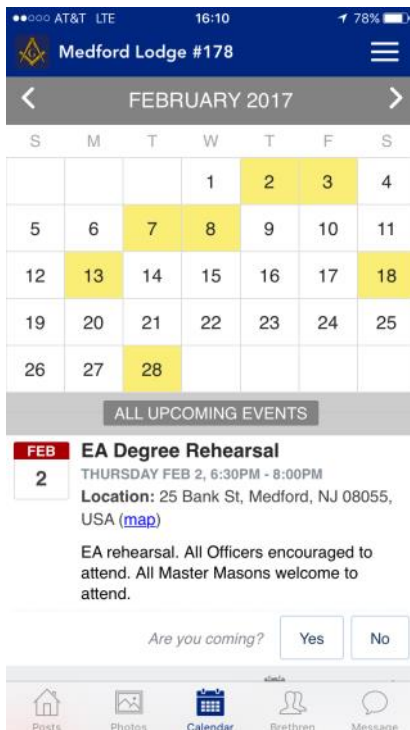 AT&T LTE 16:10 78%
Medford Lodge #178
FEBRUARY 2017
S M T W T F S
1 2 3 4
5 6 7 8 9 10 11
12 13 14 15 16 17 18
19 20 21 22 23 24 25
26 27 28
ALL UPCOMING EVENTS
FEB
2
EA Degree Rehearsal
THURSDAY FEB 2, 6:30PM - 8:00PM
Location: 25 Bank St, Medford, NJ 08055,
USA (map)
EA rehearsal. All Officers encouraged to
attend. All Master Masons welcome to
attend.
Are you coming? Yes No
Posts Photos Calendar Brethren Message